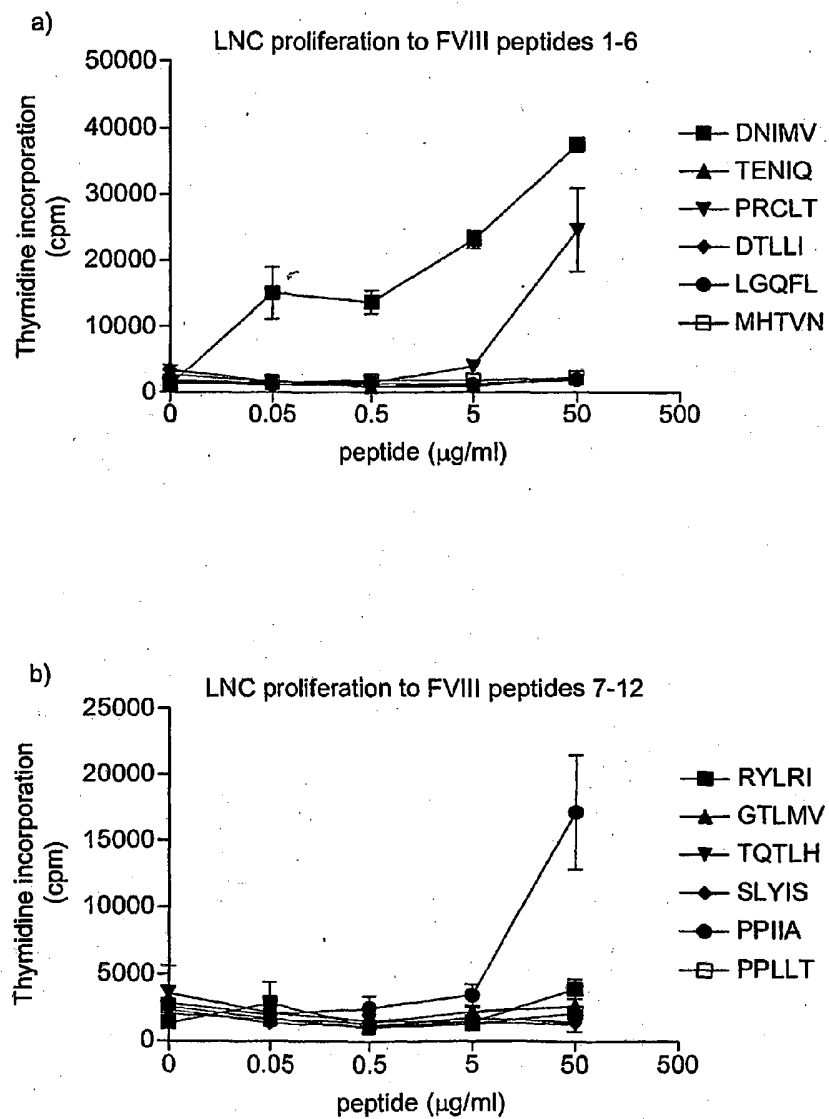 a)
LNC proliferation to FVIII peptides 1-6
50000
40000
30000
20000
10000
0
Thymidine incorporation
(cpm)
0 0.05 0.5 5 50 500
peptide (µg/ml)
DNIMV
TENIQ
PRCLT
DTLLI
LGQFL
MHTVN
b)
LNC proliferation to FVIII peptides 7-12
25000
20000
15000
10000
5000
0
Thymidine incorporation
(cpm)
0 0.05 0.5 5 50 500
peptide (µg/ml)
RYLRI
GTLMV
TQTLH
SLYIS
PPIIA
PPLLT